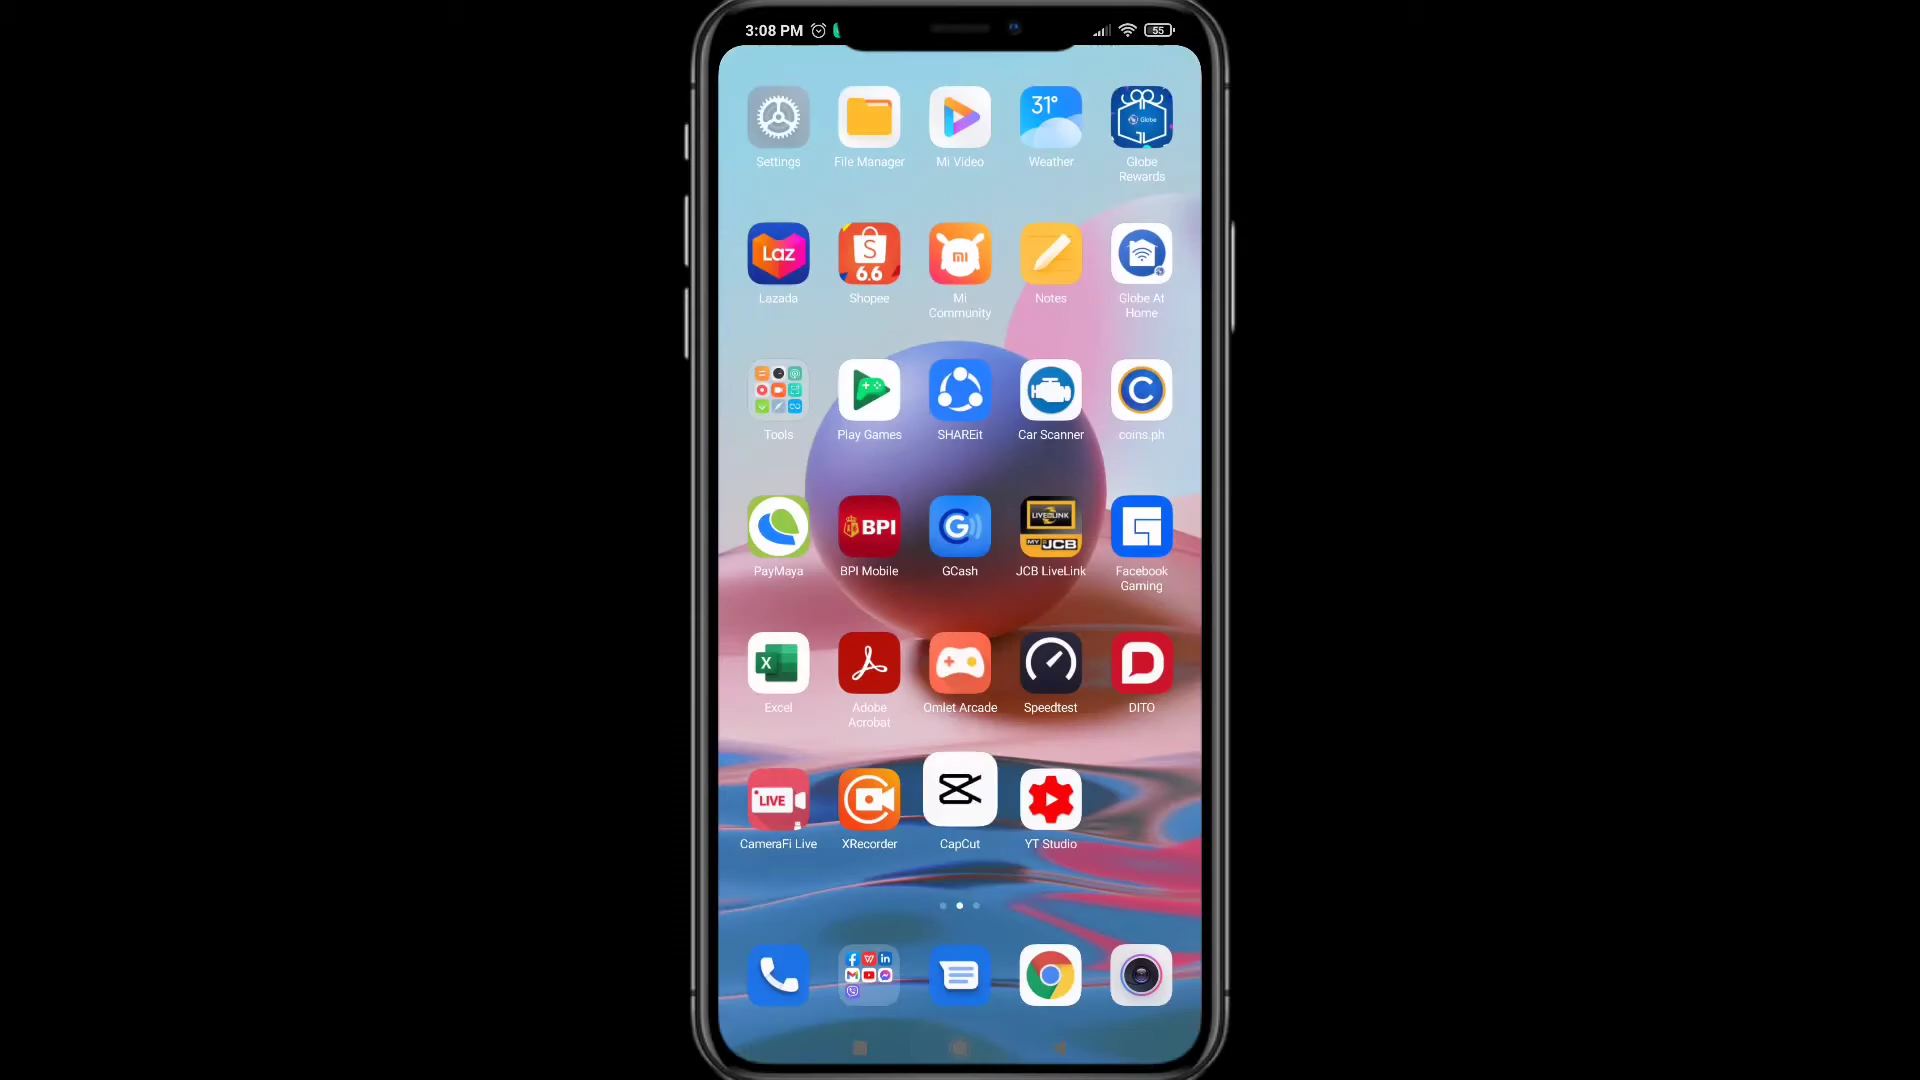 3:08 PM
55
31°
Globe
Settings
File Manager
Mi Video
Weather
Globe
Rewards
Laz
S
6.6
mi
Lazada
Shopee
Mi
Community
Notes
Globe At
Home
C
Tools
Play Games
SHAREit
Car Scanner
coins.ph
BPI
G
LIVELINK
MY JCB
PayMaya
BPI Mobile
GCash
JCB LiveLink
Facebook
Gaming
X
Excel
Adobe
Acrobat
Omlet Arcade
Speedtest
DITO
LIVE
CameraFi Live
XRecorder
CapCut
YT Studio
f W in
M